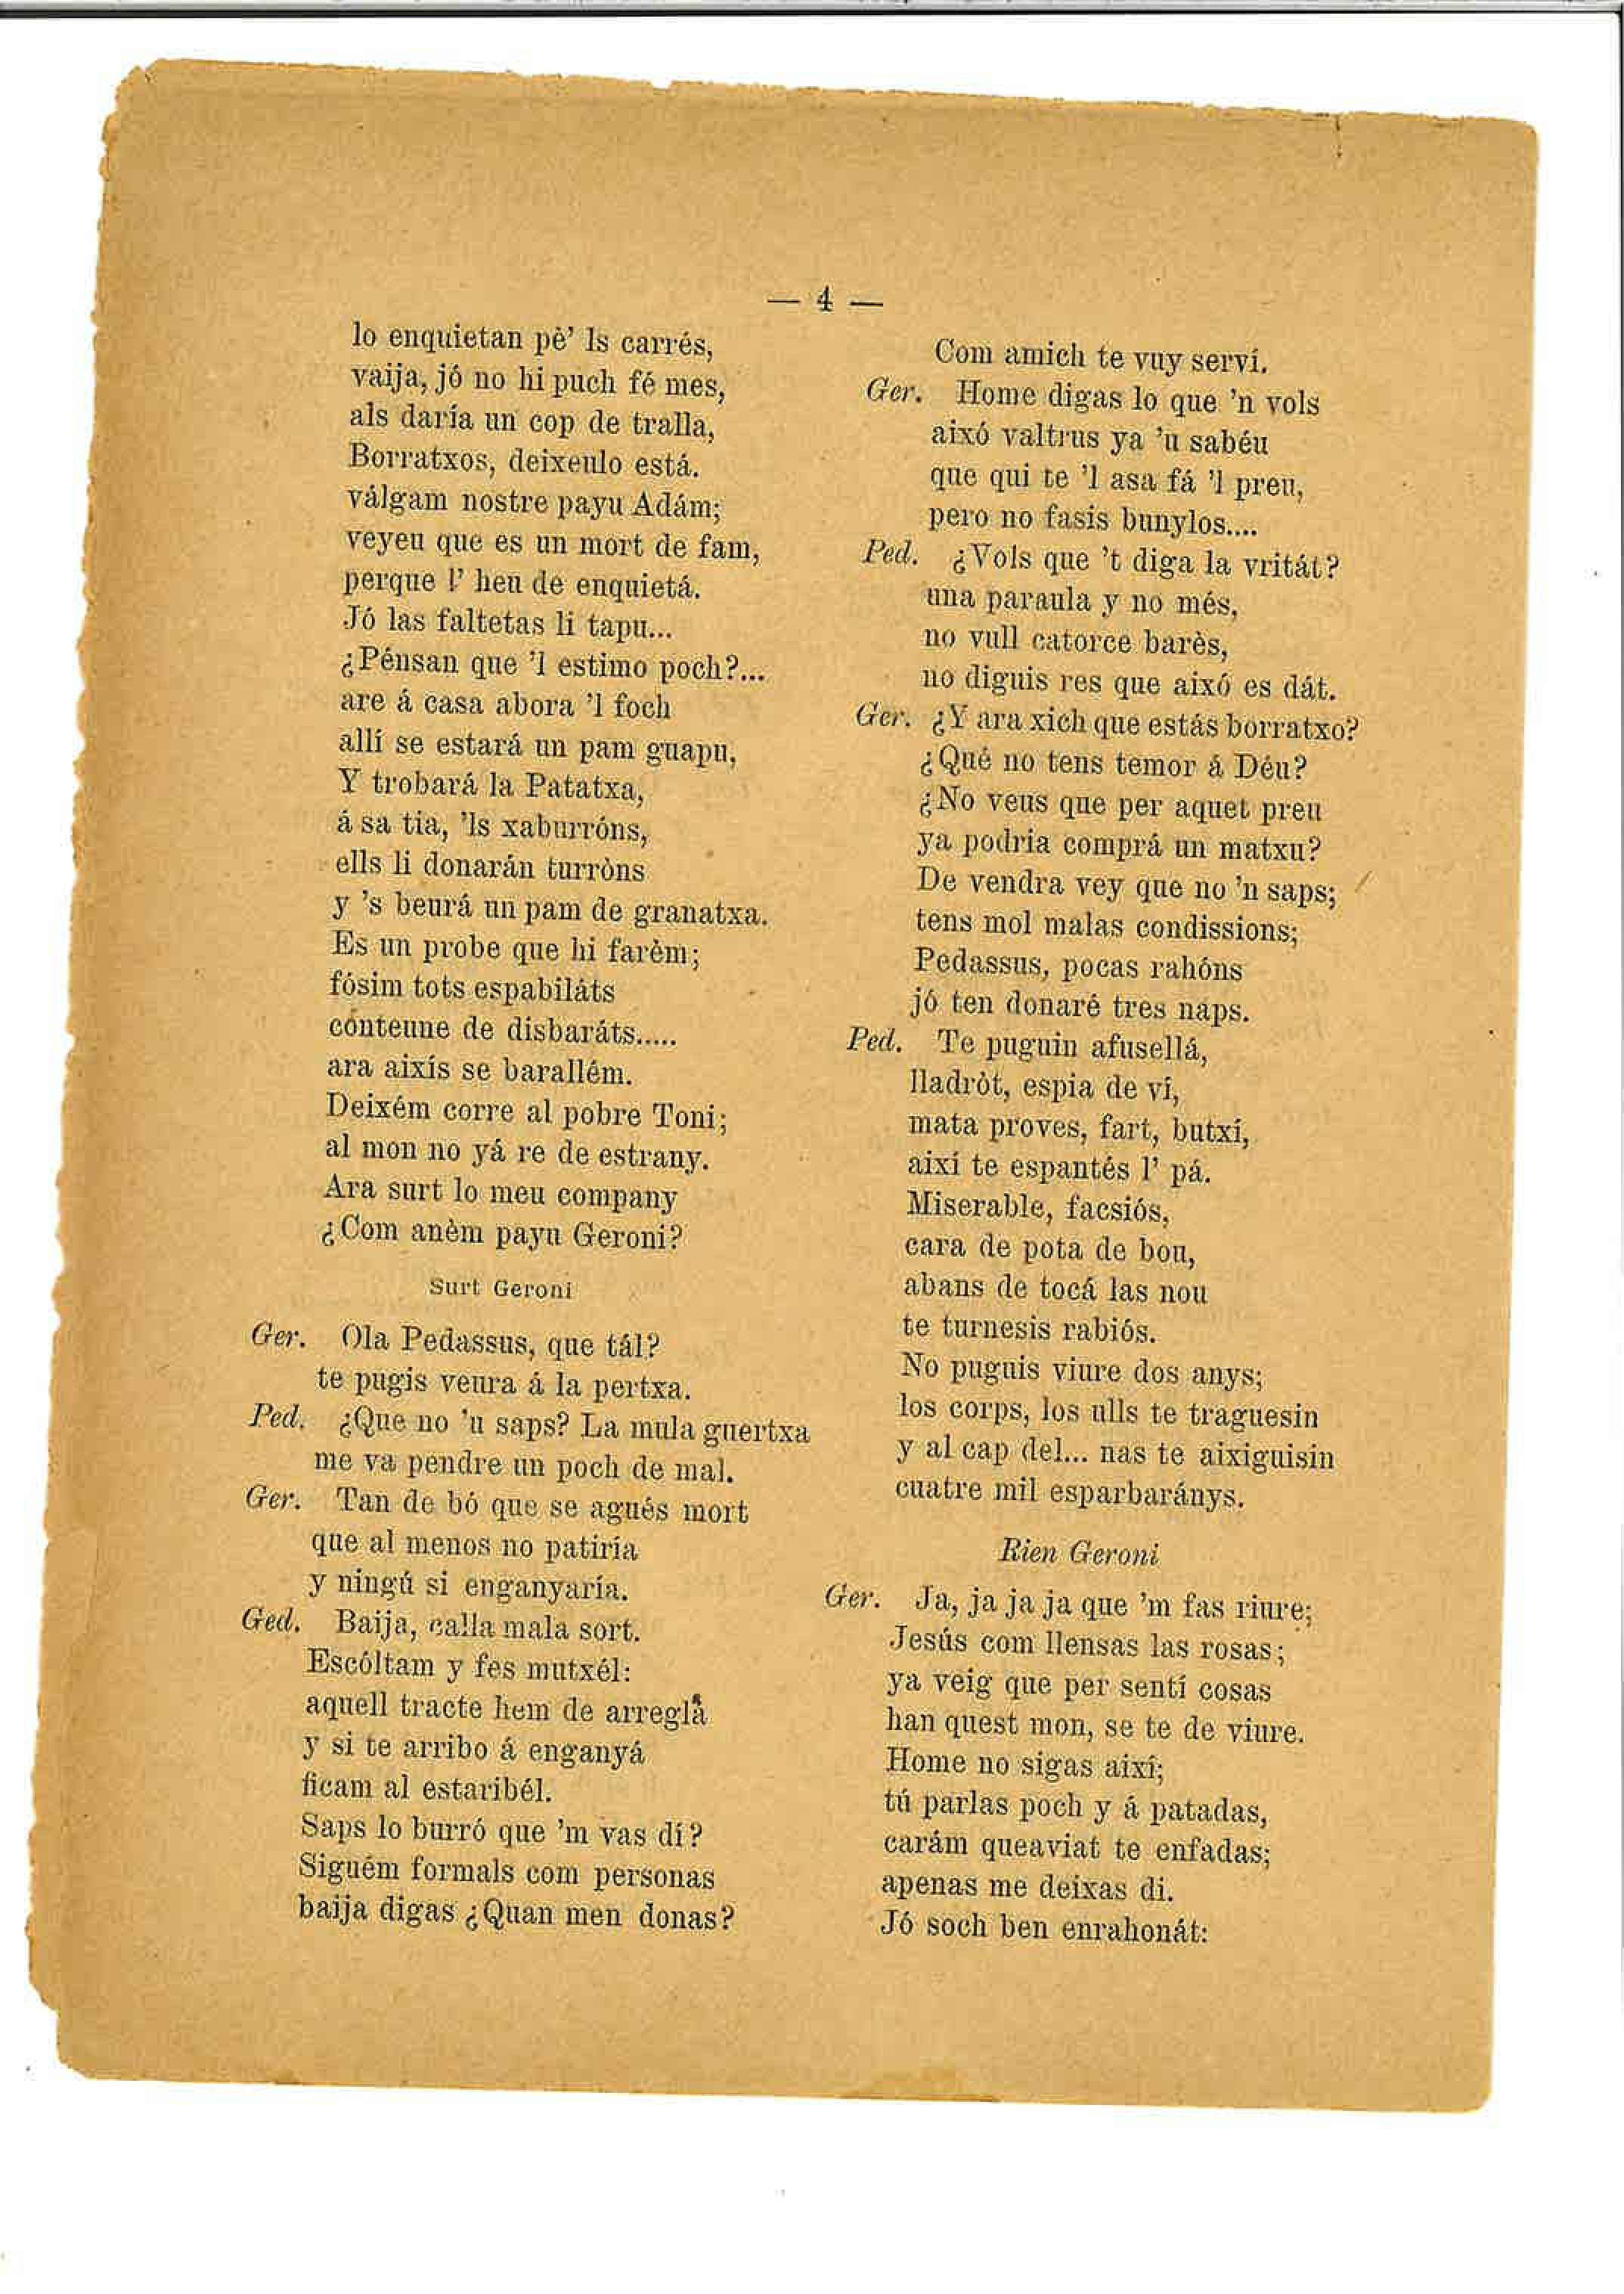 — 4 —
lo enquietan pè' ls carrés,
vaija, jó no hi puch fé mes,
als daría un cop de tralla,
Borratxos, deixeulo está.
válgam nostre payu Adám;
veyeu que es un mort de fam,
perque l' heu de enquietá.
Jó las faltetas li tapu...
¿Pénsan que 'l estimo poch?...
are á casa abora 'l foch
allí se estará un pam guapu,
Y trobará la Patatxa,
á sa tia, 'ls xaburróns,
ells li donarán turròns
y 's beurá un pam de granatxa.
Es un probe que hi farèm;
fósim tots espabiláts
conteune de disbaráts.....
ara aixís se barallém.
Deixém corre al pobre Toni;
al mon no yá re de estrany.
Ara surt lo meu company
¿Com anèm payu Geroni?
Surt Geroni
Ger. Ola Pedassus, que tál?
te pugis veura á la pertxa.
Ped. ¿Que no 'u saps? La mula guertxa
me va pendre un poch de mal.
Ger. Tan de bó que se agués mort
que al menos no patiría
y ningú si enganyaría.
Ged. Baija, calla mala sort.
Escóltam y fes mutxél:
aquell tracte hem de arreglá
y si te arribo á enganyá
ficam al estaribél.
Saps lo burró que 'm vas dí?
Siguém formals com personas
baija digas ¿Quan men donas?
Com amich te vuy serví.
Ger. Home digas lo que 'n vols
aixó valtrus ya 'u sabéu
que qui te 'l asa fá 'l preu,
pero no fasis bunylos....
Ped. ¿Vols que 't diga la vritát?
una paraula y no més,
no vull catorce barès,
no diguis res que aixó es dát.
Ger. ¿Y ara xich que estás borratxo?
¿Qué no tens temor á Déu?
¿No veus que per aquet preu
ya podria comprá un matxu?
De vendra vey que no 'n saps;
tens mol malas condissions;
Pedassus, pocas rahóns
jó ten donaré tres naps.
Ped. Te puguin afusellá,
lladròt, espia de ví,
mata proves, fart, butxí,
aixi te espantés l' pá.
Miserable, facsiós,
cara de pota de bou,
abans de tocá las nou
te turnesis rabiós.
No puguis viure dos anys;
los corps, los ulls te traguesin
y al cap del... nas te aixiguisin
cuatre mil esparbaránys.
Rien Geroni
Ger. Ja, ja ja ja que 'm fas riure;
Jesús com llensas las rosas;
ya veig que per sentí cosas
han quest mon, se te de viure.
Home no sigas aixi;
tú parlas poch y á patadas,
carám queaviat te enfadas;
apenas me deixas di.
Jó soch ben enrahonát: